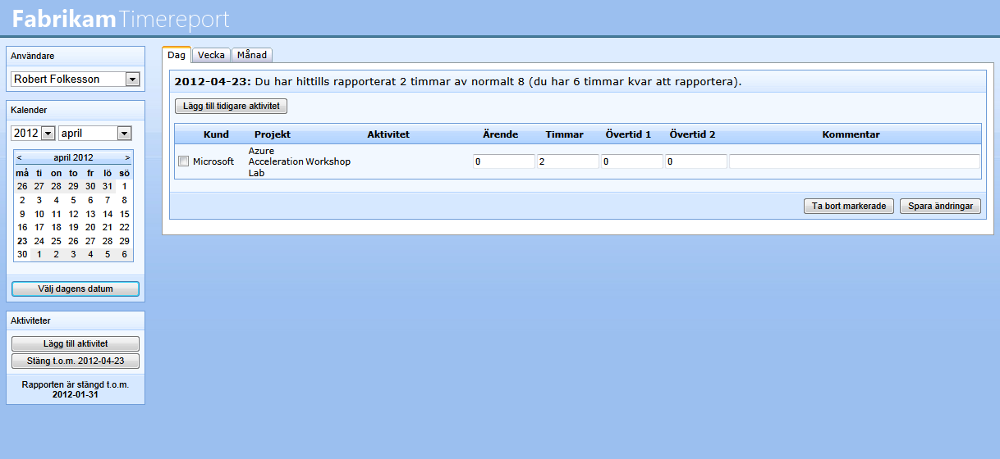 Fabrikam Timereport
Användare
Robert Folkesson
Kalender
2012 april
< april 2012 >
må ti on to fr lö sö
26 27 28 29 30 31 1
2 3 4 5 6 7 8
9 10 11 12 13 14 15
16 17 18 19 20 21 22
23 24 25 26 27 28 29
30 1 2 3 4 5 6
Välj dagens datum
Aktiviteter
Lägg till aktivitet
Stäng t.o.m. 2012-04-23
Rapporten är stängd t.o.m.
2012-01-31
Dag Vecka Månad
2012-04-23: Du har hittills rapporterat 2 timmar av normalt 8 (du har 6 timmar kvar att rapportera).
Lägg till tidigare aktivitet
Kund Projekt Aktivitet Ärende Timmar Övertid 1 Övertid 2 Kommentar
Microsoft
Azure
Acceleration Workshop
Lab
0 2 0 0
Ta bort markerade Spara ändringar